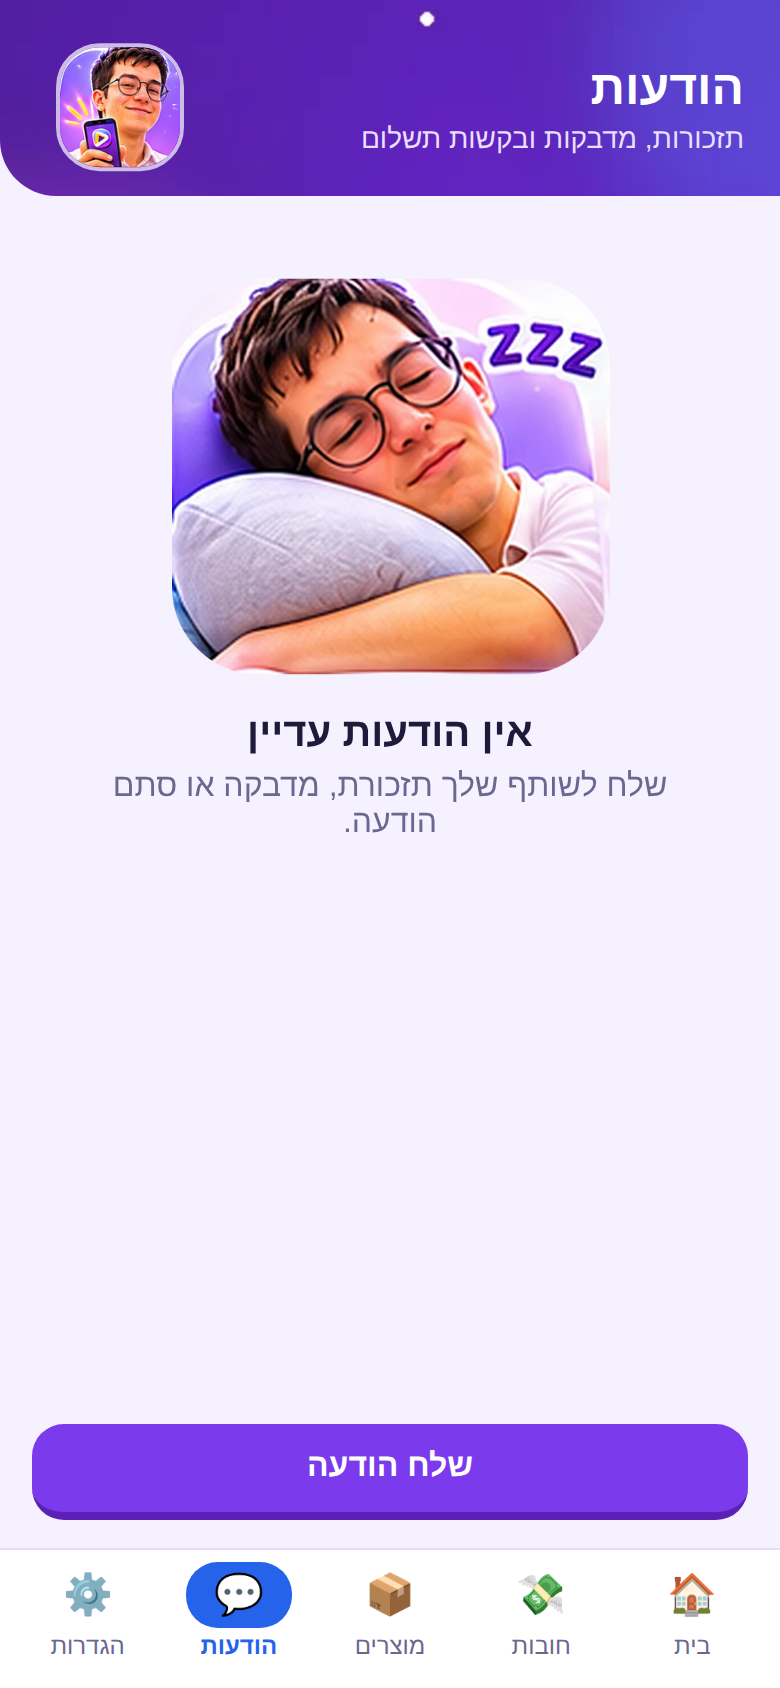 הודעות
תזכורות, מדבקות ובקשות תשלום
zzz
אין הודעות עדיין
שלח לשותף שלך תזכורת, מדבקה או סתם
הודעה.
שלח הודעה
בית
חובות
מוצרים
הודעות
הגדרות